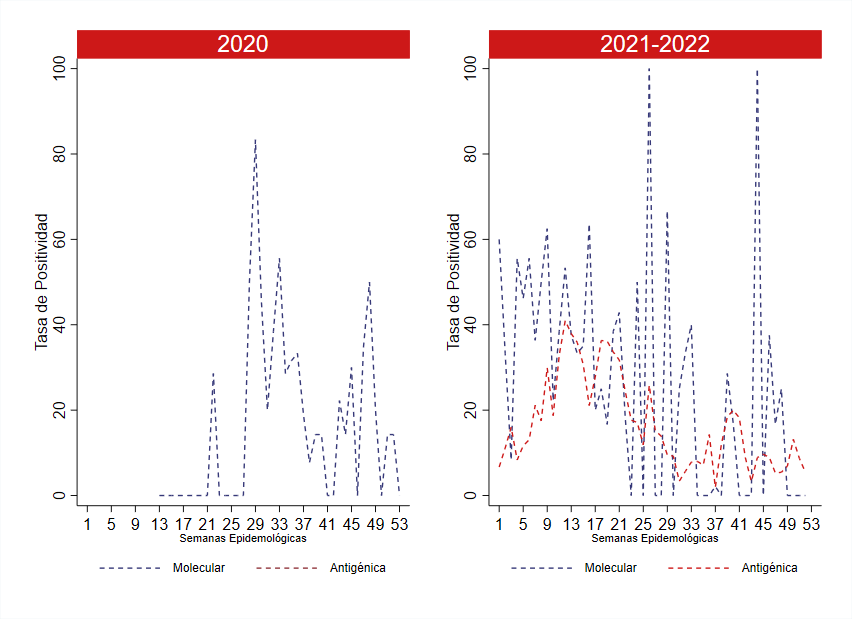 2020
Tasa de Positividad
100
80
60
40
20
0
1 5 9 13 17 21 25 29 33 37 41 45 49 53
Semanas Epidemológicas
Molecular Antigénica
2021-2022
Tasa de Positividad
100
80
60
40
20
0
1 5 9 13 17 21 25 29 33 37 41 45 49 53
Semanas Epidemológicas
Molecular Antigénica